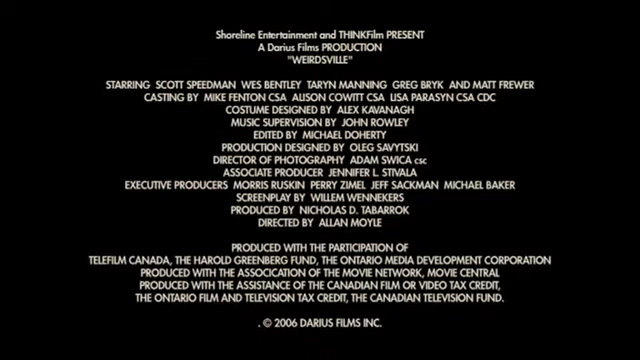 Shoreline Entertainment and THINKFilm PRESENT
A Darius Films PRODUCTION
"WEIRDSVILLE"
STARRING SCOTT SPEEDMAN WES BENTLEY TARYN MANNING GREG BRYK AND MATT FREWER
CASTING BY MIKE FENTON CSA ALISON COWITT CSA LISA PARASYN CSA CDC
COSTUME DESIGNED BY ALEX KAVANAGH
MUSIC SUPERVISION BY JOHN ROWLEY
EDITED BY MICHAEL DOHERTY
PRODUCTION DESIGNED BY OLEG SAVYTSKI
DIRECTOR OF PHOTOGRAPHY ADAM SWICA csc
ASSOCIATE PRODUCER JENNIFER L. STIVALA
EXECUTIVE PRODUCERS MORRIS RUSKIN PERRY ZIMEL JEFF SACKMAN MICHAEL BAKER
SCREENPLAY BY WILLEM WENNEKERS
PRODUCED BY NICHOLAS D. TABARROK
DIRECTED BY ALLAN MOYLE
PRODUCED WITH THE PARTICIPATION OF
TELEFILM CANADA, THE HAROLD GREENBERG FUND, THE ONTARIO MEDIA DEVELOPMENT CORPORATION
PRODUCED WITH THE ASSOCICATION OF THE MOVIE NETWORK, MOVIE CENTRAL
PRODUCED WITH THE ASSISTANCE OF THE CANADIAN FILM OR VIDEO TAX CREDIT,
THE ONTARIO FILM AND TELEVISION TAX CREDIT, THE CANADIAN TELEVISION FUND.
. © 2006 DARIUS FILMS INC.